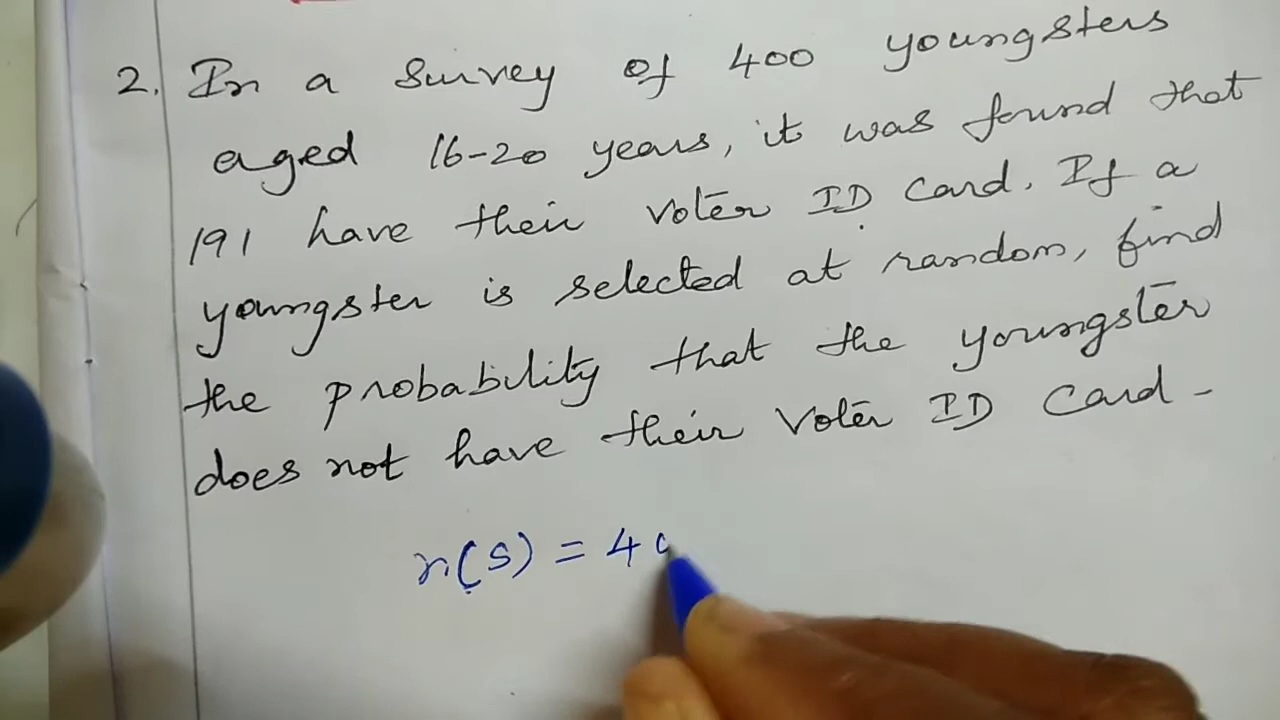 2. In a survey of 400 youngsters
aged 16-20 years, it was found that
191 have their voter ID card. If a
youngster is selected at random, find
the probability that the youngster
does not have their voter ID card.
n(S) = 40